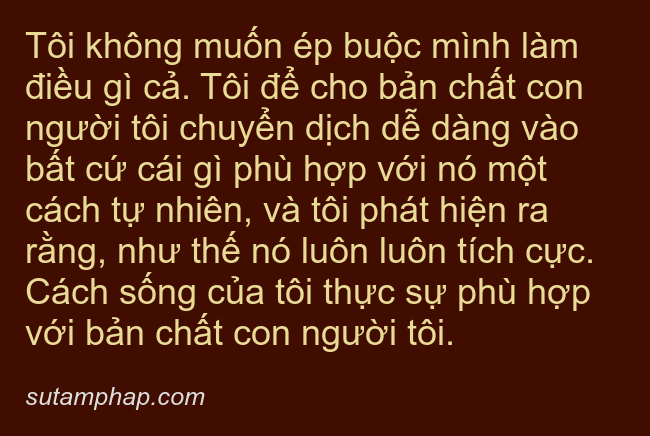 Tôi không muốn ép buộc mình làm
điều gì cả. Tôi để cho bản chất con
người tôi chuyển dịch dễ dàng vào
bất cứ cái gì phù hợp với nó một
cách tự nhiên, và tôi phát hiện ra
rằng, như thế nó luôn luôn tích cực.
Cách sống của tôi thực sự phù hợp
với bản chất con người tôi.
sutamphap.com